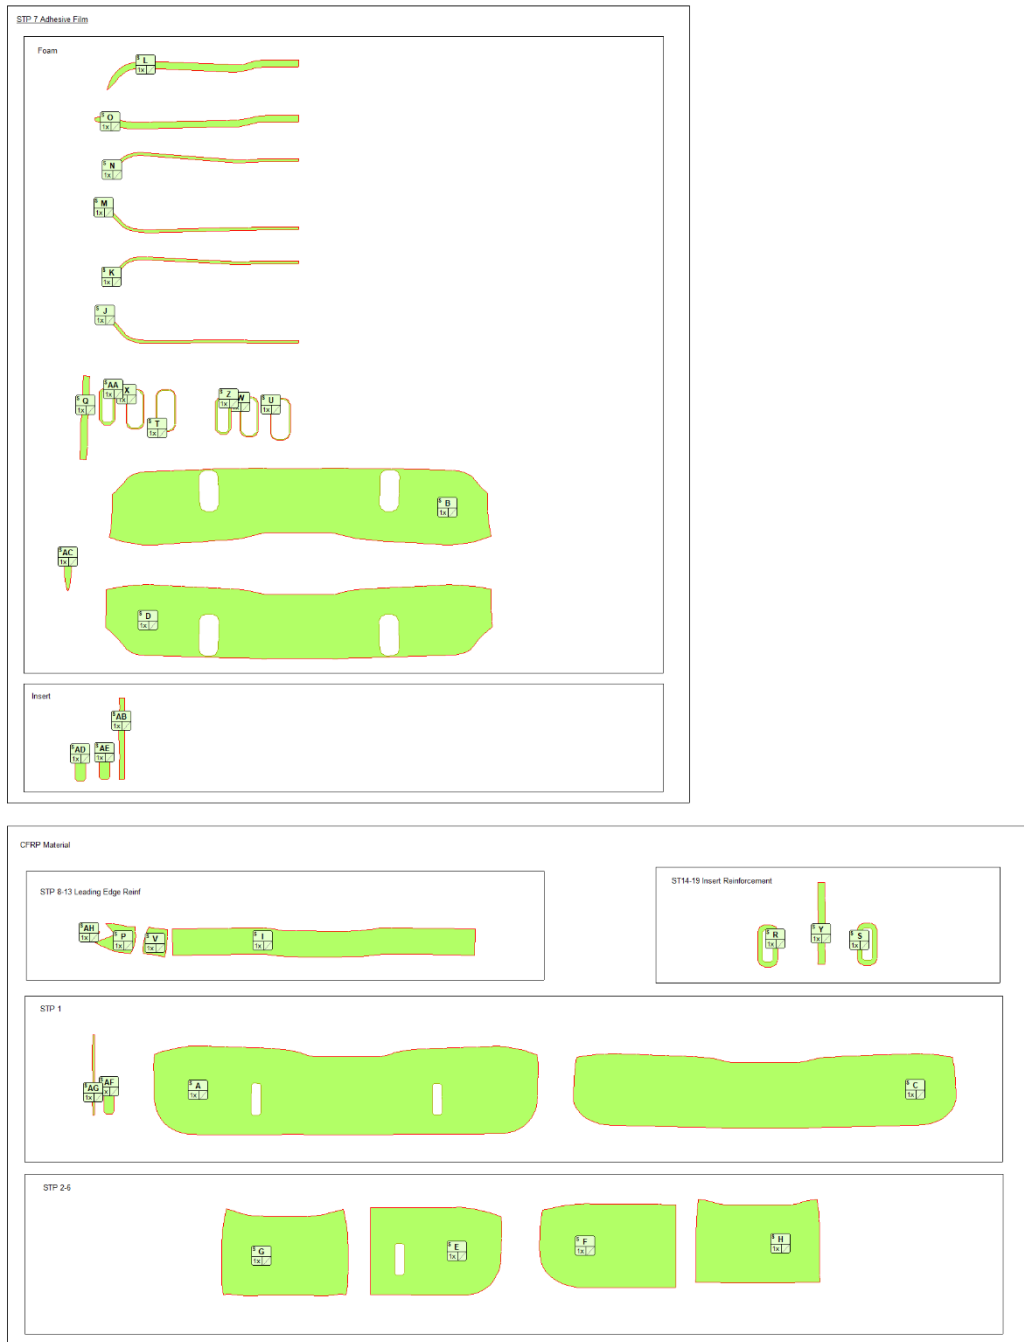 STP 7 Adhesive Film
Foam
$ L
1x
$ O
1x
$ N
1x
$ M
1x
$ K
1x
$ J
1x
$ Q
1x
$ AA
1x
X
1x
$ T
1x
$ Z
1x
W
$ U
1x
$ B
1x
$ AC
1x
$ D
1x
Insert
$ AB
1x
$ AD
1x
$ AE
1x
CFRP Material
STP 8-13 Leading Edge Reinf
$ AH
1x
$ P
1x
$ V
1x
$ I
1x
ST14-19 Insert Reinforcement
$ R
1x
$ Y
1x
$ S
1x
STP 1
$ AG
1x
$ AF
x
$ A
1x
$ C
1x
STP 2-6
$ G
1x
$ E
1x
$ F
1x
$ H
1x